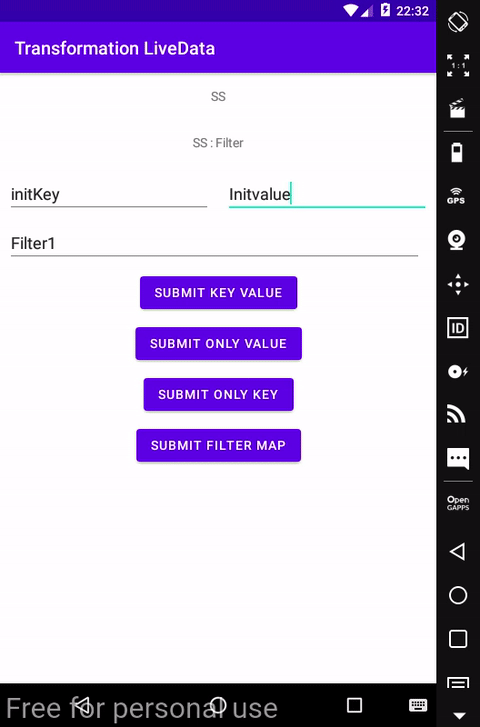 22:32
Transformation LiveData
1:1
SS
SS : Filter
GPS
initKey Initvalue
Filter1
SUBMIT KEY VALUE
ID
SUBMIT ONLY VALUE
SUBMIT ONLY KEY
SUBMIT FILTER MAP
Open
GAPPS
Free for personal use